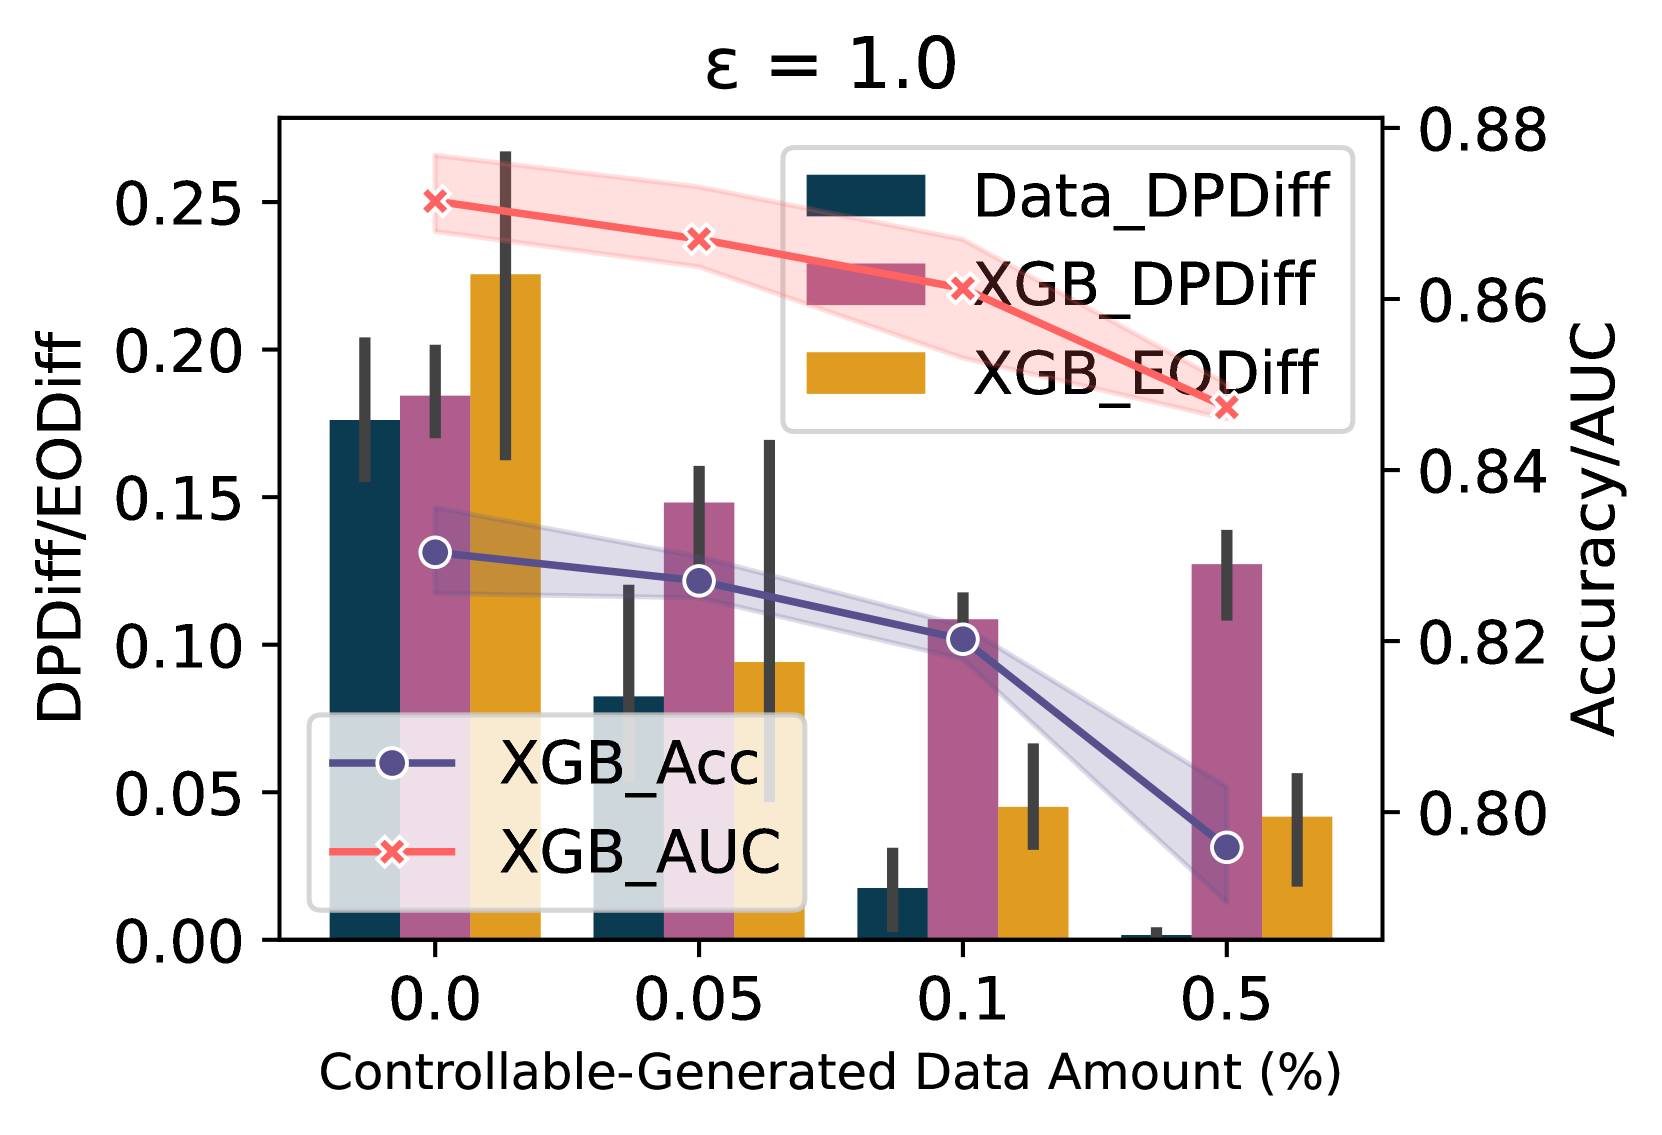 ε = 1.0
DPDiff/EODiff
0.25
0.20
0.15
0.10
0.05
0.00
Data_DPDiff
XGB_DPDiff
XGB_EODiff
XGB_Acc
XGB_AUC
0.88
0.86
0.84
0.82
0.80
Accuracy/AUC
0.0 0.05 0.1 0.5
Controllable-Generated Data Amount (%)